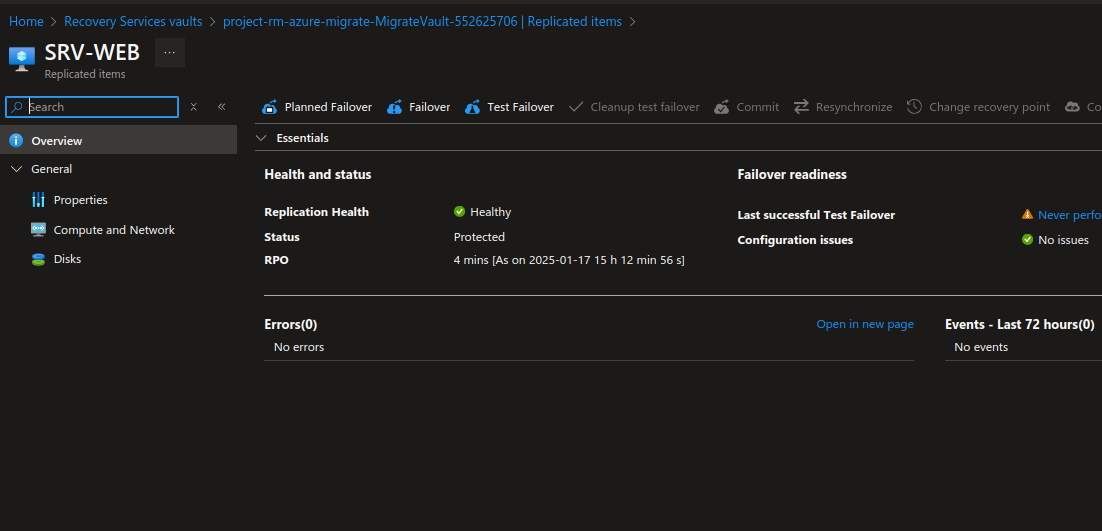 Home > Recovery Services vaults > project-rm-azure-migrate-MigrateVault-552625706 | Replicated items >
SRV-WEB ...
Replicated items
Search
Planned Failover Failover Test Failover Cleanup test failover Commit Resynchronize Change recovery point Co
Overview
General
Properties
Compute and Network
Disks
Essentials
Health and status
Replication Health Healthy
Status Protected
RPO 4 mins [As on 2025-01-17 15 h 12 min 56 s]
Failover readiness
Last successful Test Failover Never perfo
Configuration issues No issues
Errors(0) Open in new page
No errors
Events - Last 72 hours(0)
No events